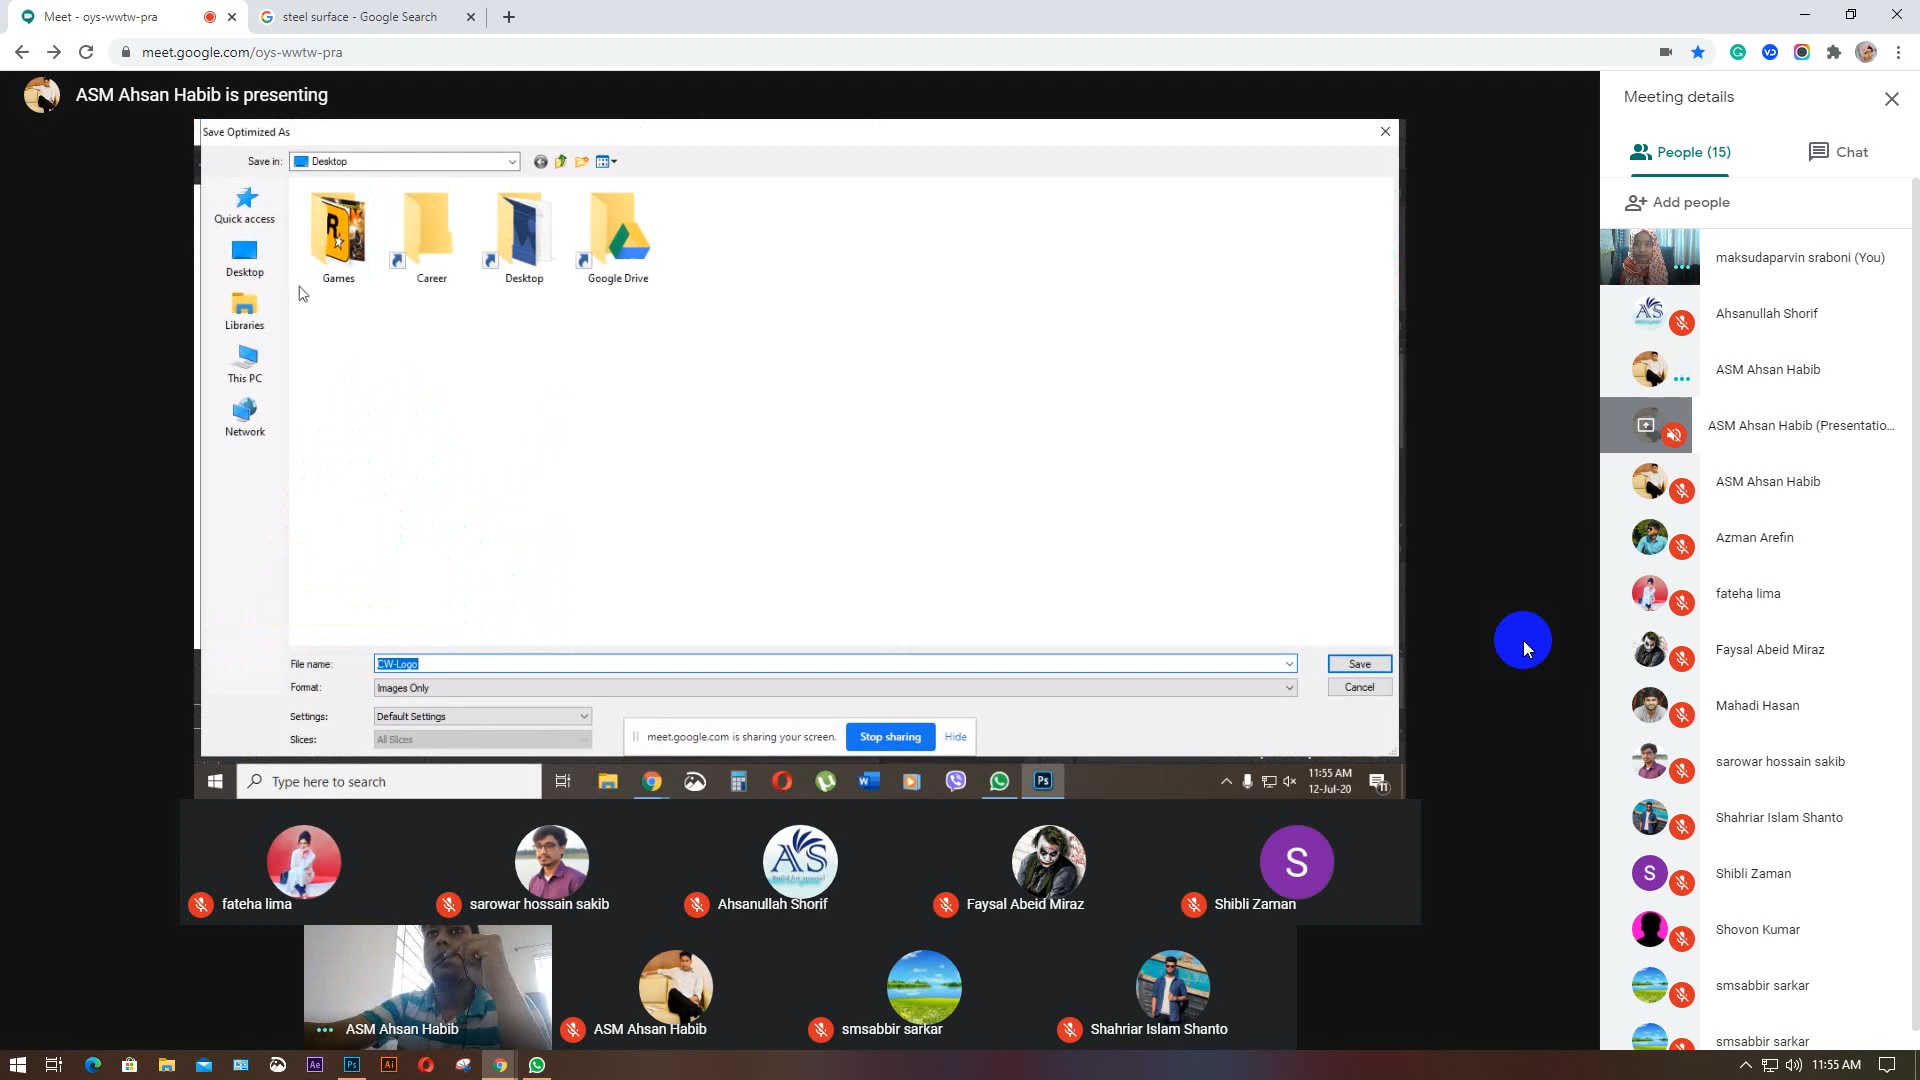 Meet - oys-wwtw-pra
steel surface - Google Search
meet.google.com/oys-wwtw-pra
ASM Ahsan Habib is presenting
Save Optimized As
Save in: Desktop
Quick access
Desktop
Libraries
This PC
Network
Games
Career
Desktop
Google Drive
File name: CW-Logo
Save
Format: Images Only
Cancel
Settings: Default Settings
Slices: All Slices
meet.google.com is sharing your screen. Stop sharing Hide
Type here to search
11:55 AM
12-Jul-20
fateha lima
sarowar hossain sakib
Ahsanullah Shorif
Faysal Abeid Miraz
S
Shibli Zaman
ASM Ahsan Habib
ASM Ahsan Habib
smsabbir sarkar
Shahriar Islam Shanto
Meeting details
People (15)
Chat
Add people
maksudaparvin sraboni (You)
Ahsanullah Shorif
ASM Ahsan Habib
ASM Ahsan Habib (Presentatio...
ASM Ahsan Habib
Azman Arefin
fateha lima
Faysal Abeid Miraz
Mahadi Hasan
sarowar hossain sakib
Shahriar Islam Shanto
S
Shibli Zaman
Shovon Kumar
smsabbir sarkar
smsabbir sarkar
11:55 AM